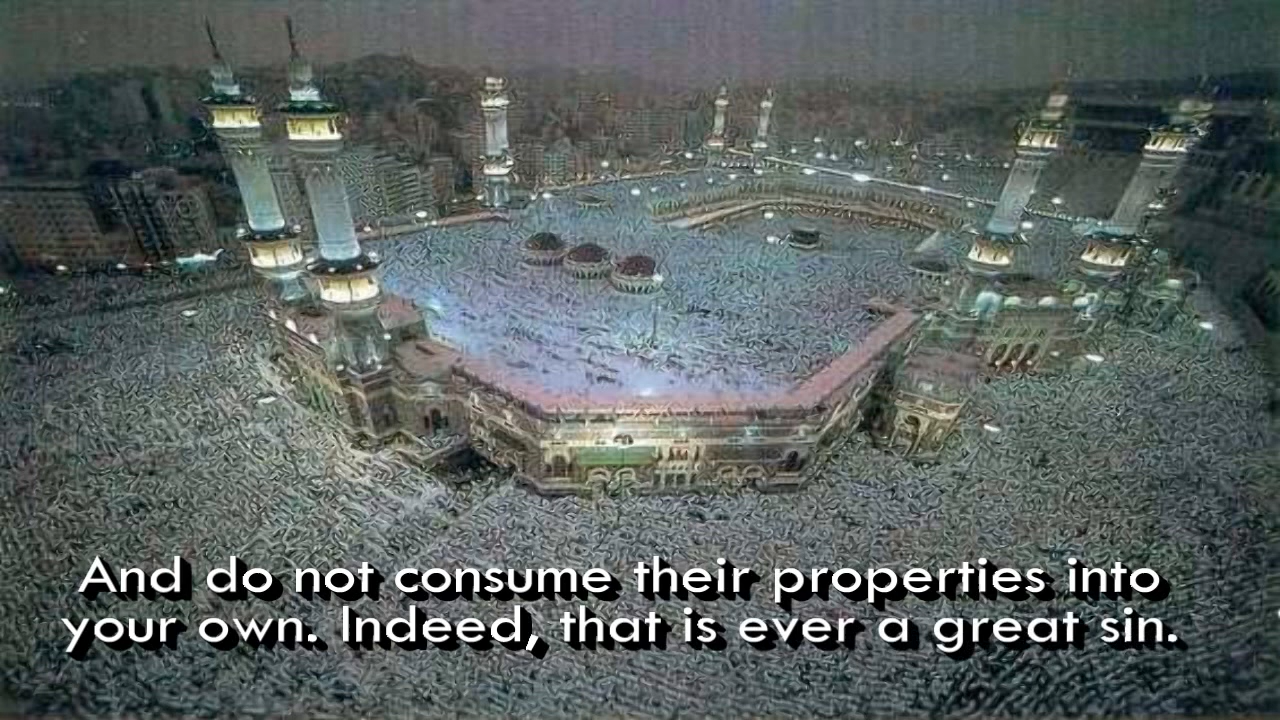 And do not consume their properties into
your own. Indeed, that is ever a great sin.